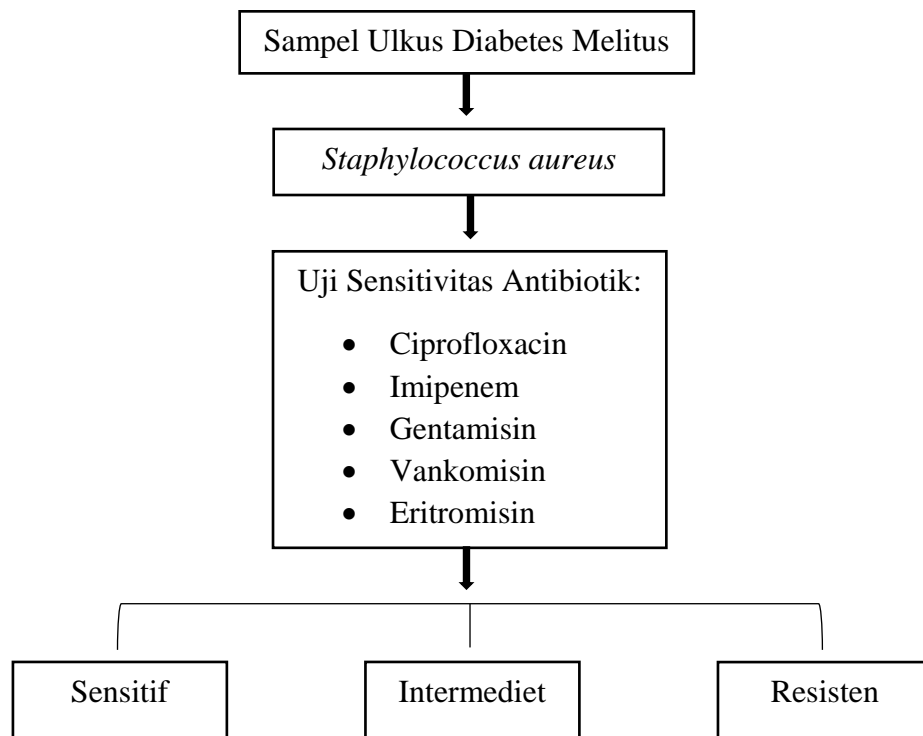 Sampel Ulkus Diabetes Melitus
Staphylococcus aureus
Uji Sensitivitas Antibiotik:
• Ciprofloxacin
• Imipenem
• Gentamisin
• Vankomisin
• Eritromisin
Sensitif
Intermediet
Resisten